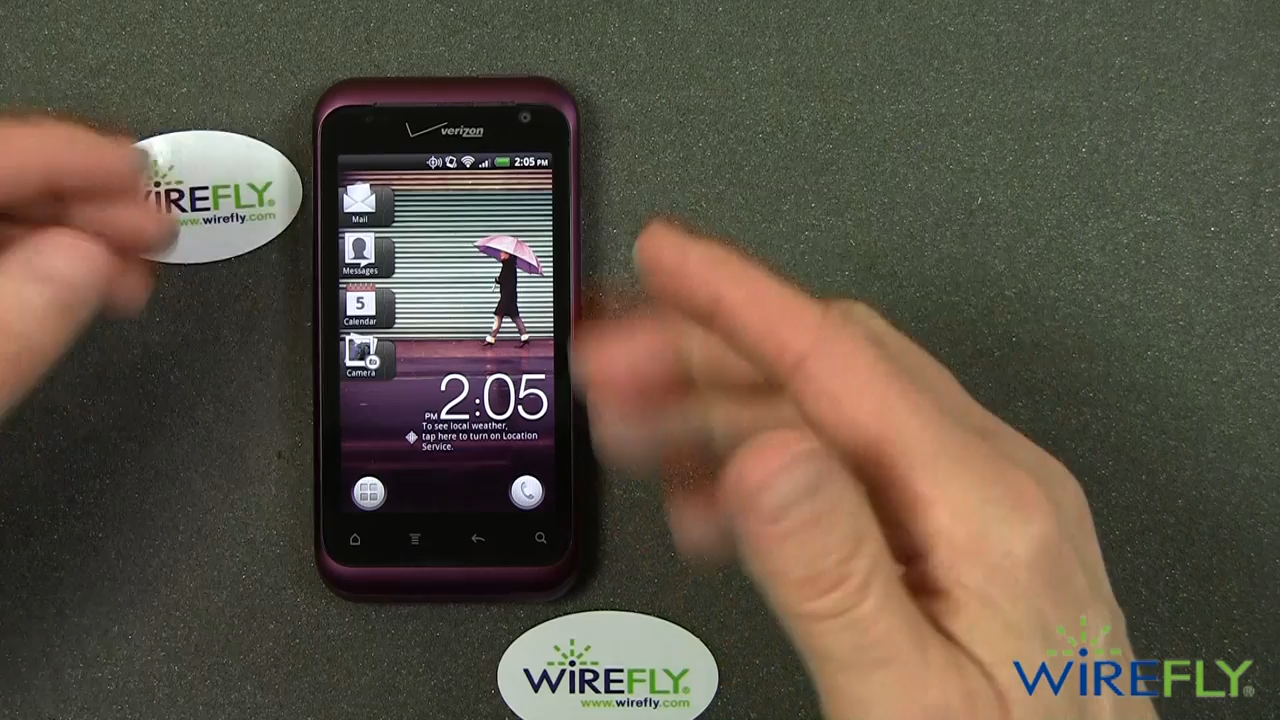 verizon
2:05 PM
Mail
Messages
5
Calendar
Camera
PM 2:05
To see local weather,
tap here to turn on Location
Service.
WIREFLY.
www.wirefly.com
WIREFLY.
www.wirefly.com
WIREFLY®